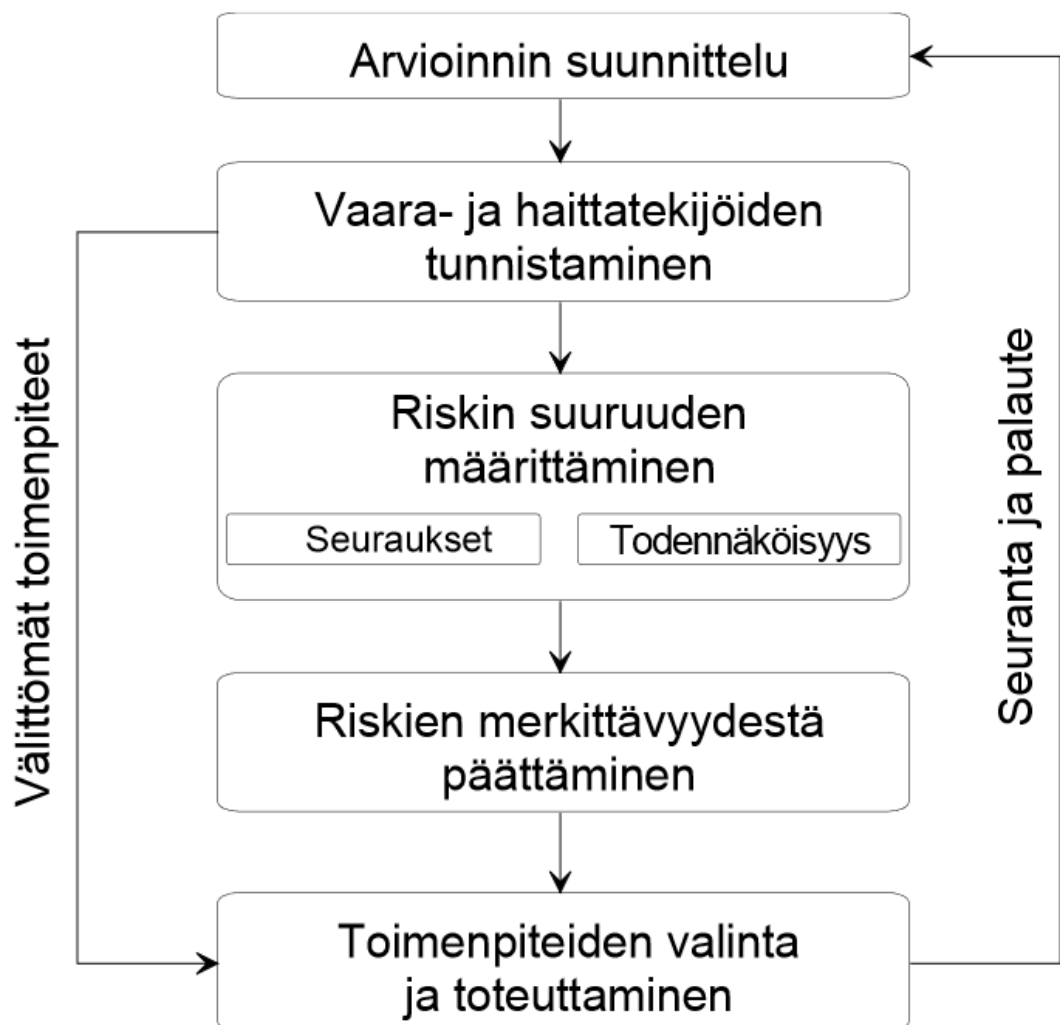 Arvioinnin suunnittelu
Vaara- ja haittatekijöiden
tunnistaminen
Riskin suuruuden
määrittäminen
Seuraukset
Todennäköisyys
Riskien merkittävyydestä
päättäminen
Toimenpiteiden valinta
ja toteuttaminen
Välittömät toimenpiteet
Seuranta ja palaute